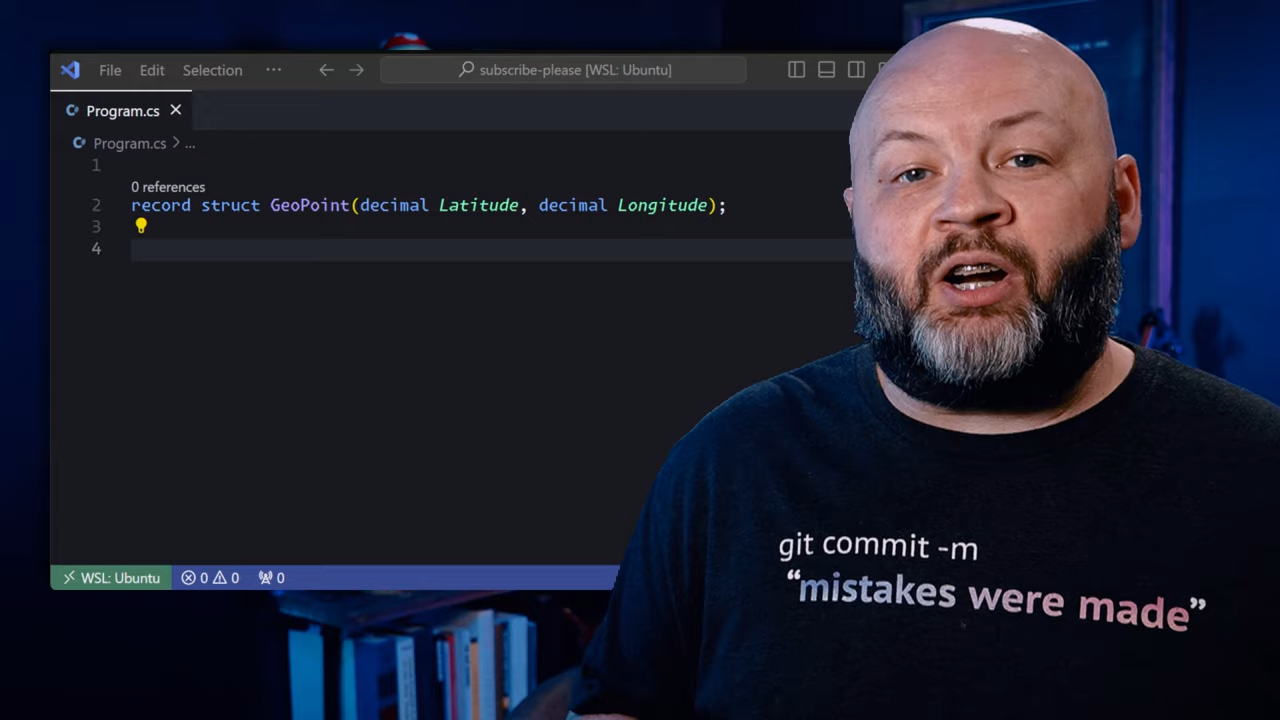 File Edit Selection ... subscribe-please [WSL: Ubuntu]
Program.cs
Program.cs > ...
1
0 references
2 record struct GeoPoint(decimal Latitude, decimal Longitude);
3
4
WSL: Ubuntu 0 0 0
git commit -m
“mistakes were made”